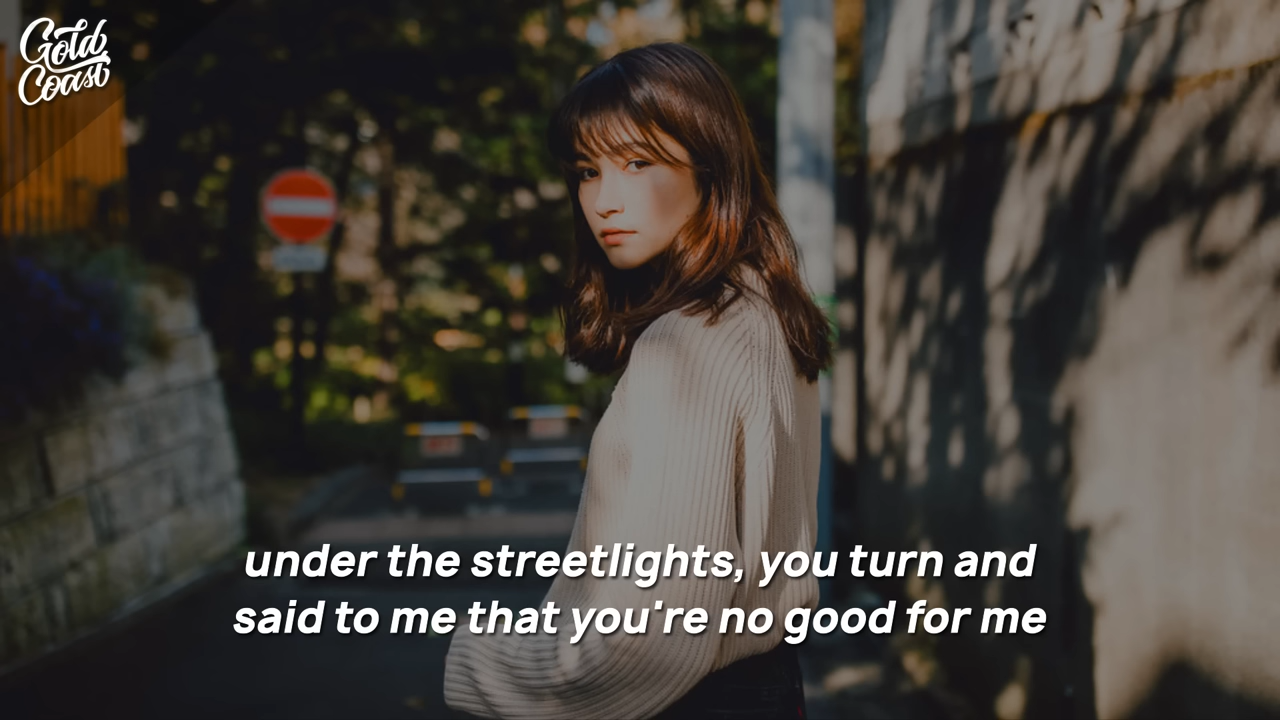 Gold
Coast
under the streetlights, you turn and
said to me that you're no good for me